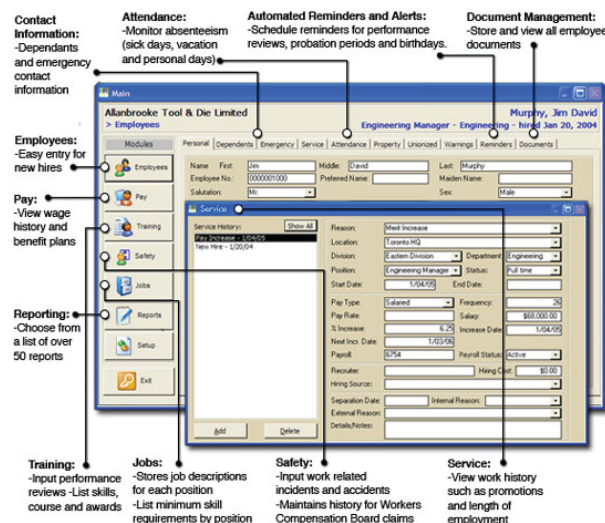 Contact
Information:
-Dependants
and emergency
contact
information
Attendance:
-Monitor absenteeism
(sick days, vacation
and personal days)
Automated Reminders and Alerts:
-Schedule reminders for performance
reviews, probation periods and birthdays.
Document Management:
-Store and view all employee
documents
Main
Allanbrooke Tool & Die Limited
Murphy, Jim David
> Employees
Engineering Manager - Engineering - hired Jan 20, 2004
Modules
Personal Dependents Emergency Service Attendance Property Unionized Warnings Reminders Documents
Employees:
-Easy entry for
new hires
Pay:
-View wage
history and
benefit plans
Reporting:
-Choose from
a list of over
50 reports
Employees
Pay
Training
Safety
Jobs
Reports
Setup
Exit
Name First: Jim Middle: David Last: Murphy
Employee No.: 0000001000 Preferred Name: Maiden Name:
Salutation: Mr. Sex: Male
Service
Service History: Show All
Pay Increase - 1/04/05
New Hire - 1/20/04
Add Delete
Reason: Merit Increase
Location: Toronto HQ
Division: Eastern Division Department: Engineering
Position: Engineering Manager Status: Full time
Start Date: 1/04/05 End Date:
Pay Type: Salaried Frequency: 26
Pay Rate: Salary: $68,000.00
% Increase: 6.25 Increase Date: 1/04/05
Next Incr. Date: 1/03/06
Payroll: 6754 Payroll Status: Active
Recruiter: Hiring Cost: $0.00
Hiring Source:
Separation Date: Internal Reason:
External Reason:
Details/Notes:
Training:
-Input performance
reviews -List skills,
course and awards
Jobs:
-Stores job descriptions
for each position
-List minimum skill
requirements by position
Safety:
-Input work related
incidents and accidents
-Maintains history for Workers
Compensation Board claims
Service:
-View work history
such as promotions
and length of
employment